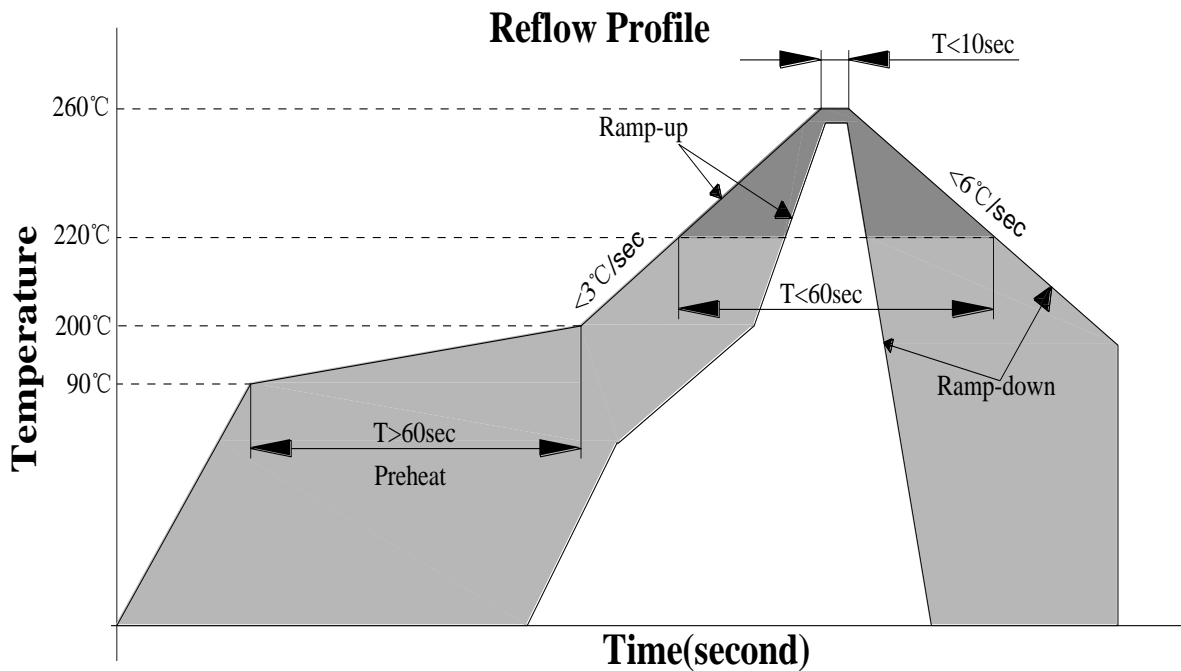 Reflow Profile
T<10sec
260℃
Ramp-up
<6℃/sec
220℃
<3℃/sec
T<60sec
200℃
90℃
Ramp-down
T>60sec
Preheat
Temperature
Time(second)